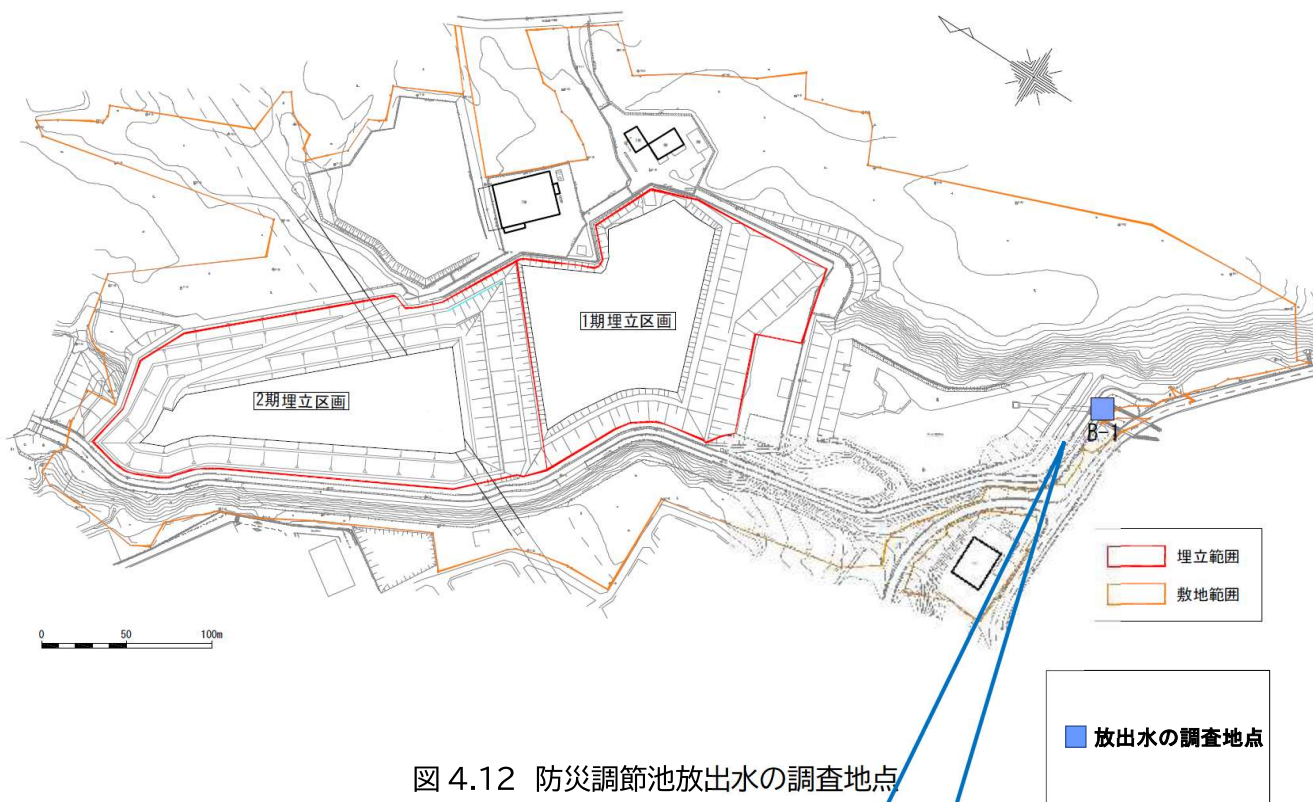 1期埋立区画
2期埋立区画
B-1
埋立範囲
敷地範囲
0 50 100m
放出水の調査地点
図 4.12 防災調節池放出水の調査地点